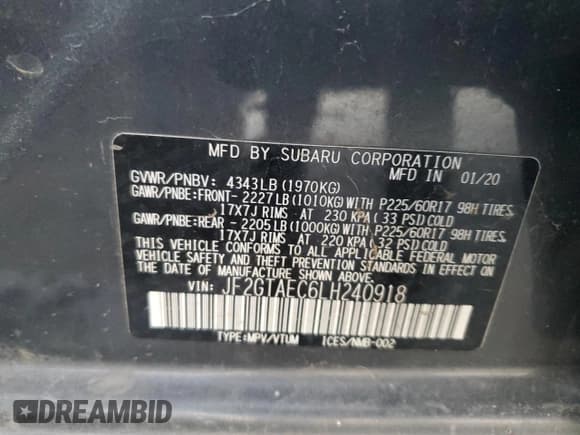 MFD BY SUBARU CORPORATION
MFD IN 01/20
GVWR/PNBV: 4343LB(1970KG)
GAWR/PNBE:FRONT- 2227LB(1010KG)WITH P225/60R17 98H TIRES,
17X7J RIMS AT 230 KPA(33 PSI)COLD
GAWR/PNBE:REAR - 2205LB(1000KG)WITH P225/60R17 98H TIRES,
17X7J RIMS AT 220 KPA(32 PSI)COLD
THIS VEHICLE CONFORMS TO ALL APPLICABLE FEDERAL MOTOR
VEHICLE SAFETY AND THEFT PREVENTION STANDARDS IN EFFECT
ON THE DATE OF MANUFACTURE SHOWN ABOVE.
VIN: JF2GTAEC6LH240918
TYPE:MPV/VTUM ICES/NMB-002
DREAMBID
DREAMBID.COM